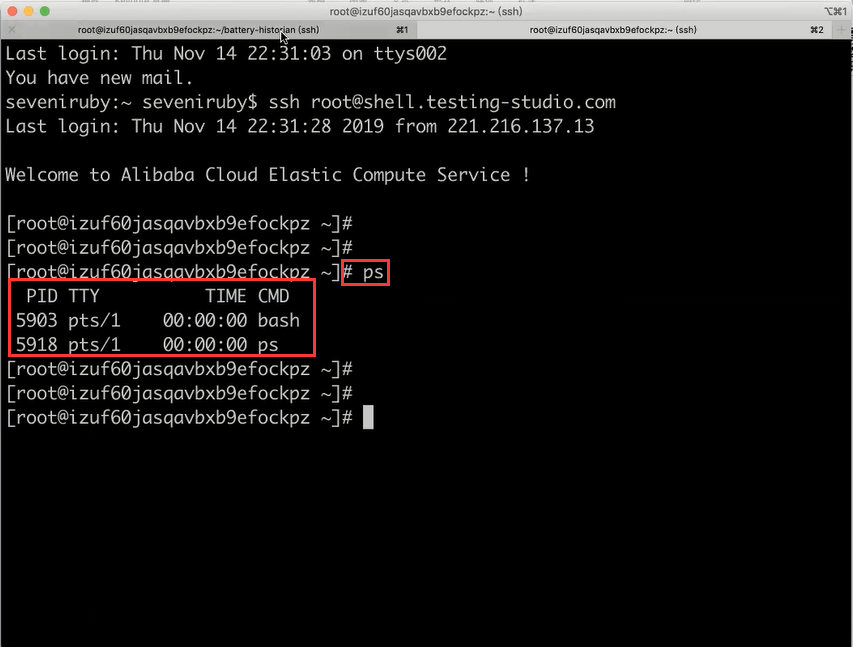 root@izuf60jasqavbxb9efockpz:~ (ssh)
⌥⌘1
root@izuf60jasqavbxb9efockpz:~/battery-historian (ssh)
⌘1
root@izuf60jasqavbxb9efockpz:~ (ssh)
⌘2
Last login: Thu Nov 14 22:31:03 on ttys002
You have new mail.
seveniruby:~ seveniruby$ ssh root@shell.testing-studio.com
Last login: Thu Nov 14 22:31:28 2019 from 221.216.137.13
Welcome to Alibaba Cloud Elastic Compute Service !
[root@izuf60jasqavbxb9efockpz ~]#
[root@izuf60jasqavbxb9efockpz ~]#
[root@izuf60jasqavbxb9efockpz ~]# ps
PID TTY          TIME CMD
5903 pts/1    00:00:00 bash
5918 pts/1    00:00:00 ps
[root@izuf60jasqavbxb9efockpz ~]#
[root@izuf60jasqavbxb9efockpz ~]#
[root@izuf60jasqavbxb9efockpz ~]#